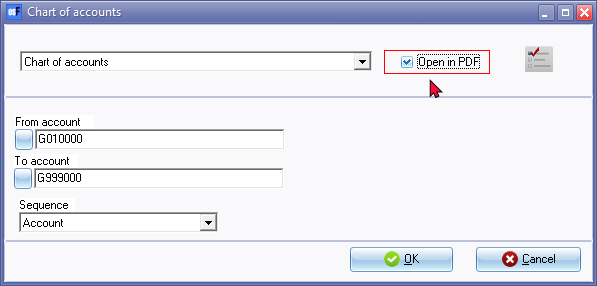 Chart of accounts
Chart of accounts
Open in PDF
From account
G010000
To account
G999000
Sequence
Account
OK
Cancel